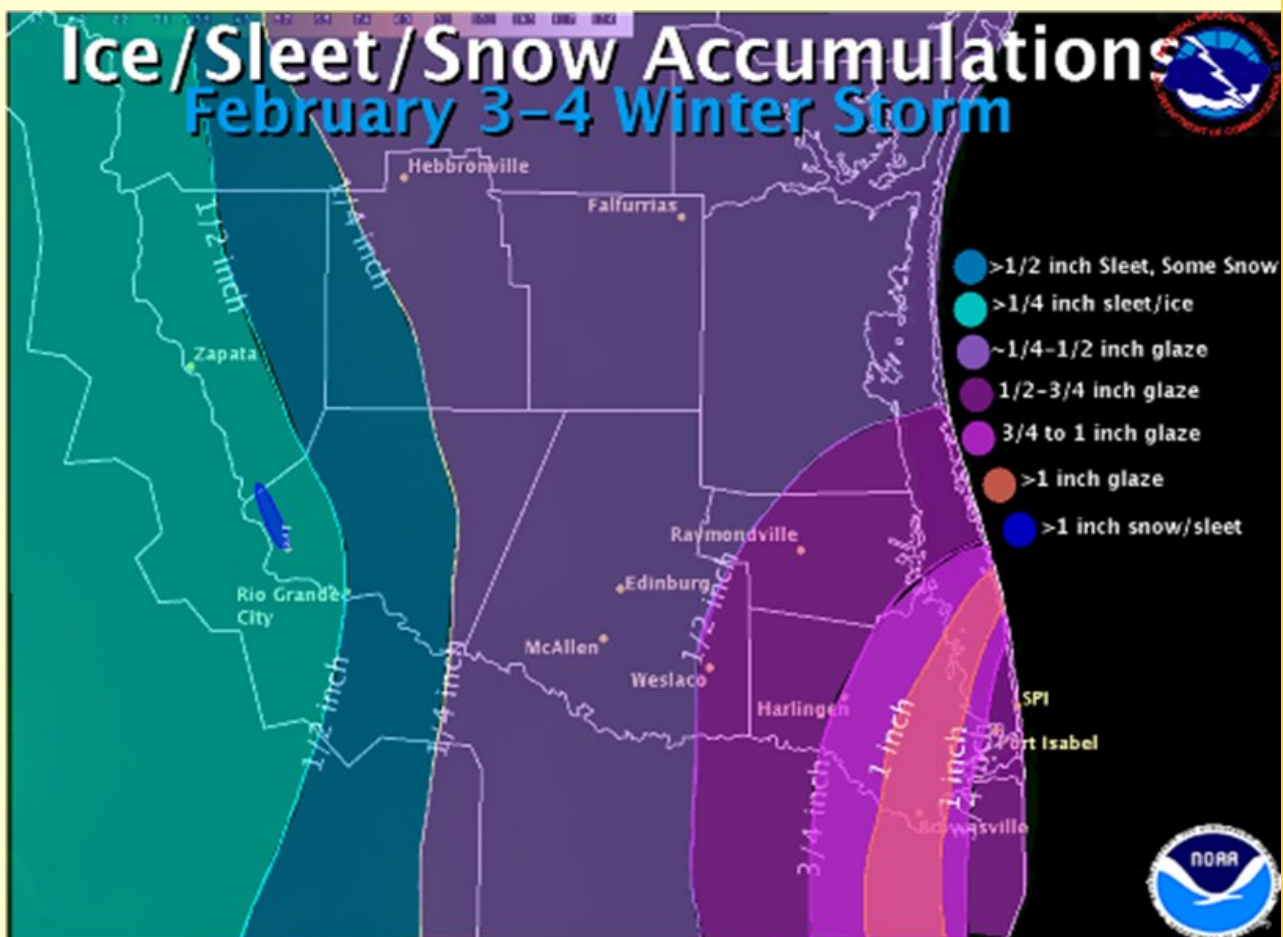 Ice/Sleet/Snow Accumulations
February 3-4 Winter Storm
Hebbronville
Falfurrias
1/2 inch
1/4 inch
>1/2 inch Sleet, Some Snow
>1/4 inch sleet/ice
~1/4-1/2 inch glaze
1/2-3/4 inch glaze
3/4 to 1 inch glaze
>1 inch glaze
>1 inch snow/sleet
Zapata
Raymondville
Edinburg
Rio Grande
City
McAllen
Weslaco
1/2 inch
Harlingen
SPI
Port Isabel
1/2 inch
1/4 inch
3/4 inch
1 inch
1 inch
Brownsville
NOAA